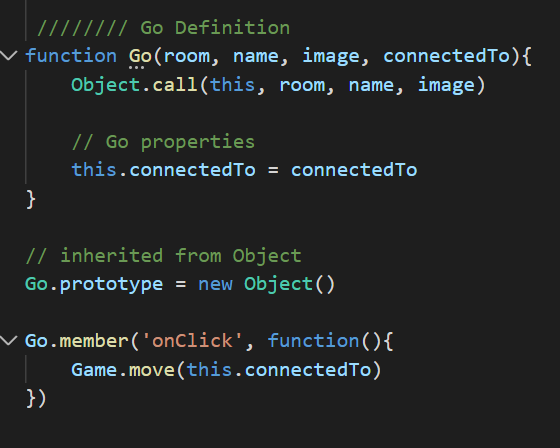 //////// Go Definition
function Go(room, name, image, connectedTo){
    Object.call(this, room, name, image)

    // Go properties
    this.connectedTo = connectedTo
}

// inherited from Object
Go.prototype = new Object()

Go.member('onClick', function(){
    Game.move(this.connectedTo)
})